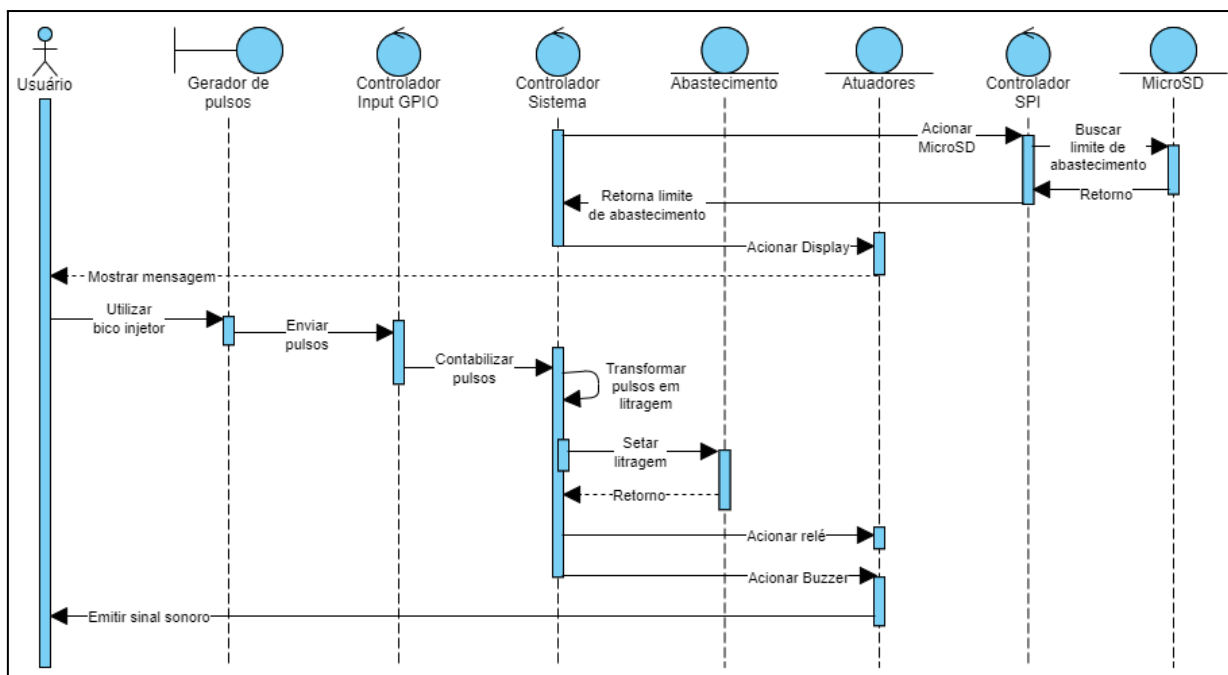 Usuário
Gerador de
pulsos
Controlador
Input GPIO
Controlador
Sistema
Abastecimento
Atuadores
Controlador
SPI
MicroSD
Acionar
MicroSD
Buscar
limite de
abastecimento
Retorno
Retorna limite
de abastecimento
Acionar Display
Mostrar mensagem
Utilizar
bico injetor
Enviar
pulsos
Contabilizar
pulsos
Transformar
pulsos em
litragem
Setar
litragem
Retorno
Acionar relé
Acionar Buzzer
Emitir sinal sonoro